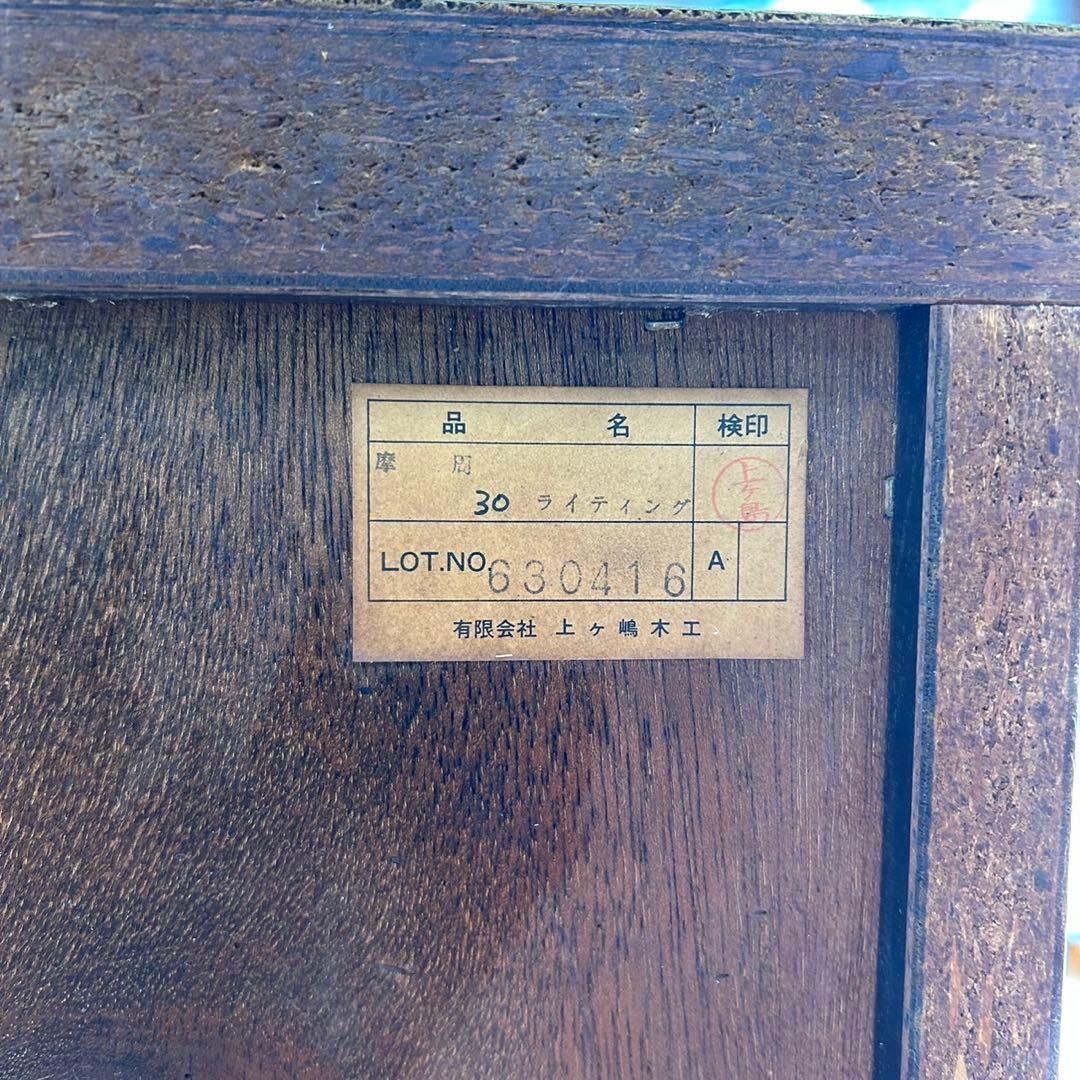 品 名 検印
摩 周
30 ライティング
上ケ嶋
LOT.NO. 630416 A
有限会社 上ヶ嶋木工